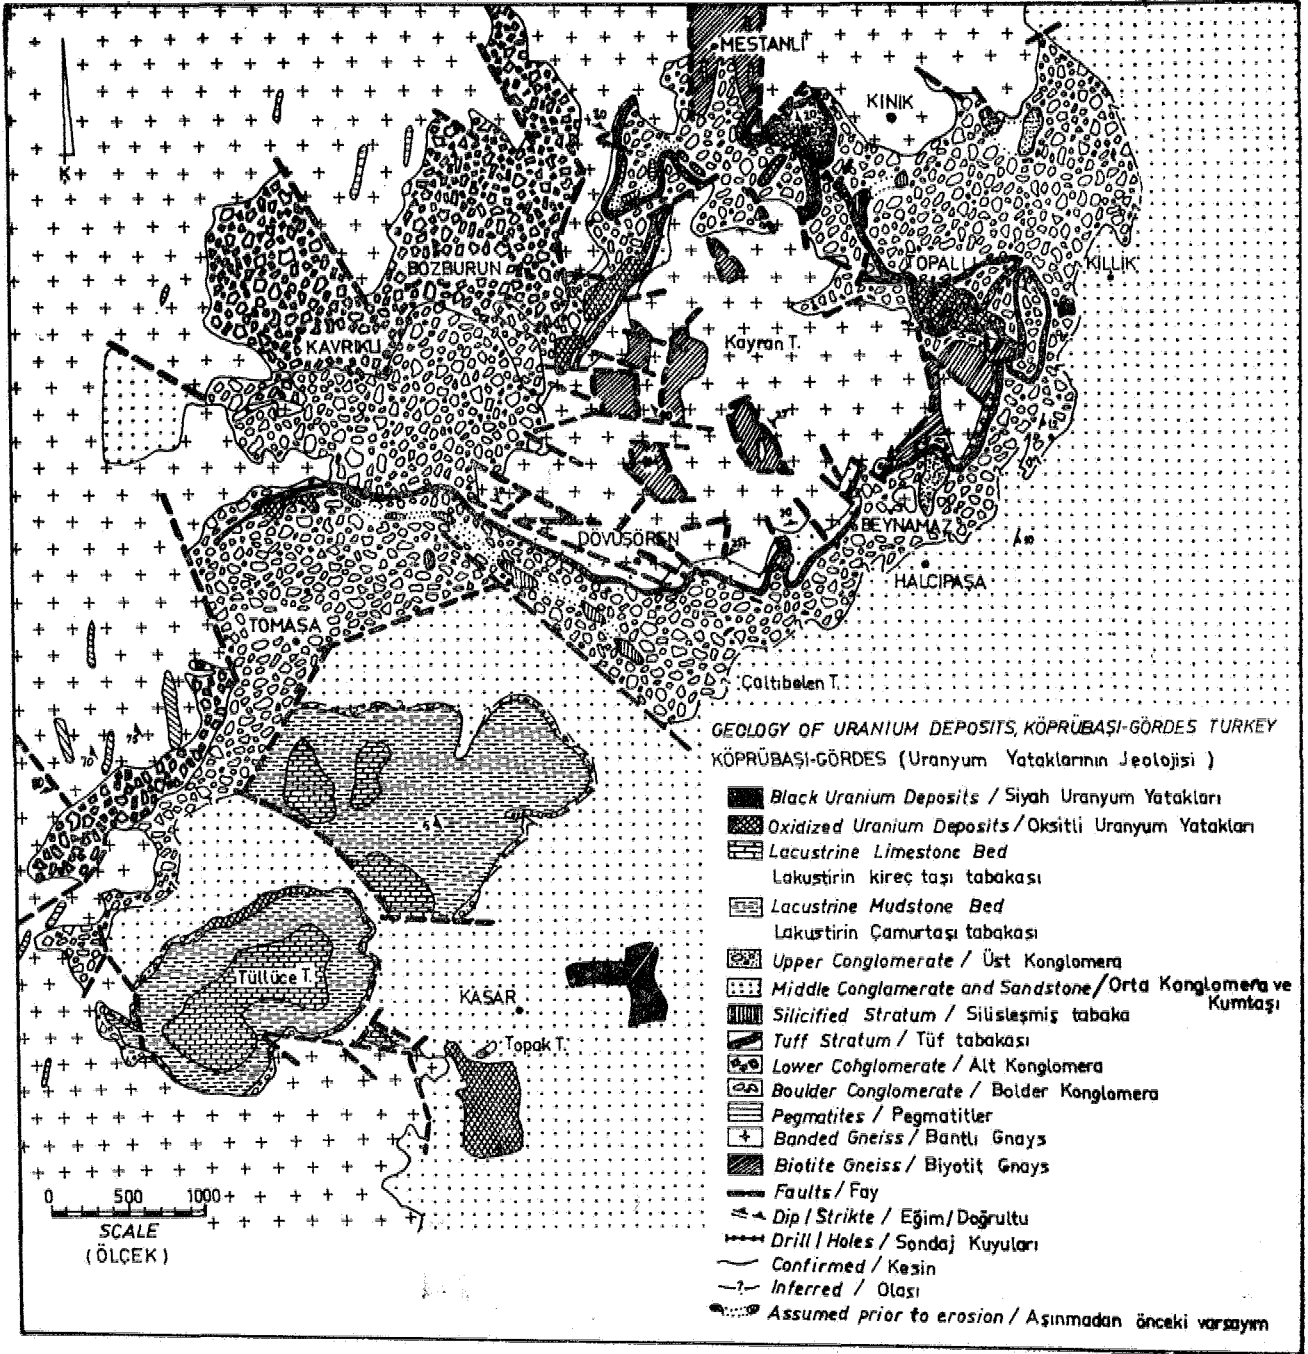 MESTANLI
KINIK
K
BOZBURUN
TOPALLI
KILLIK
KAVRIKLI
Kayran T.
DÖVÜŞÖREN
BEYNAMAZ
HALCIPAŞA
TOMAŞA
Çaltıbelen T.
GEOLOGY OF URANIUM DEPOSITS, KÖPRÜBAŞI-GÖRDES TURKEY
KÖPRÜBAŞI-GÖRDES (Uranyum Yataklarının Jeolojisi )
Black Uranium Deposits / Siyah Uranyum Yatakları
Oxidized Uranium Deposits / Oksitli Uranyum Yatakları
Lacustrine Limestone Bed
Lakustirin kireç taşı tabakası
Lacustrine Mudstone Bed
Lakustirin Çamurtaşı tabakası
Upper Conglomerate / Üst Konglomera
Middle Conglamerate and Sandstone / Orta Konglomera ve
Kumtaşı
Silicified Stratum / Silisleşmiş tabaka
Tuff Stratum / Tüf tabakası
Lower Cohglomerate / Alt Konglomera
Boulder Conglomerate / Bolder Konglomera
Pegmatites / Pegmatitler
Banded Gneiss / Bantlı Gnays
Biotite Gneiss / Biyotit Gnays
Faults / Fay
Dip / Strikte / Eğim / Doğrultu
Drill / Holes / Sondaj Kuyuları
Confirmed / Kesin
-?- Inferred / Olası
Assumed prior to erosion / Aşınmadan önceki varsayım
Tüllüce T.
KASAR
Topak T.
0 500 1000
SCALE
(ÖLÇEK)